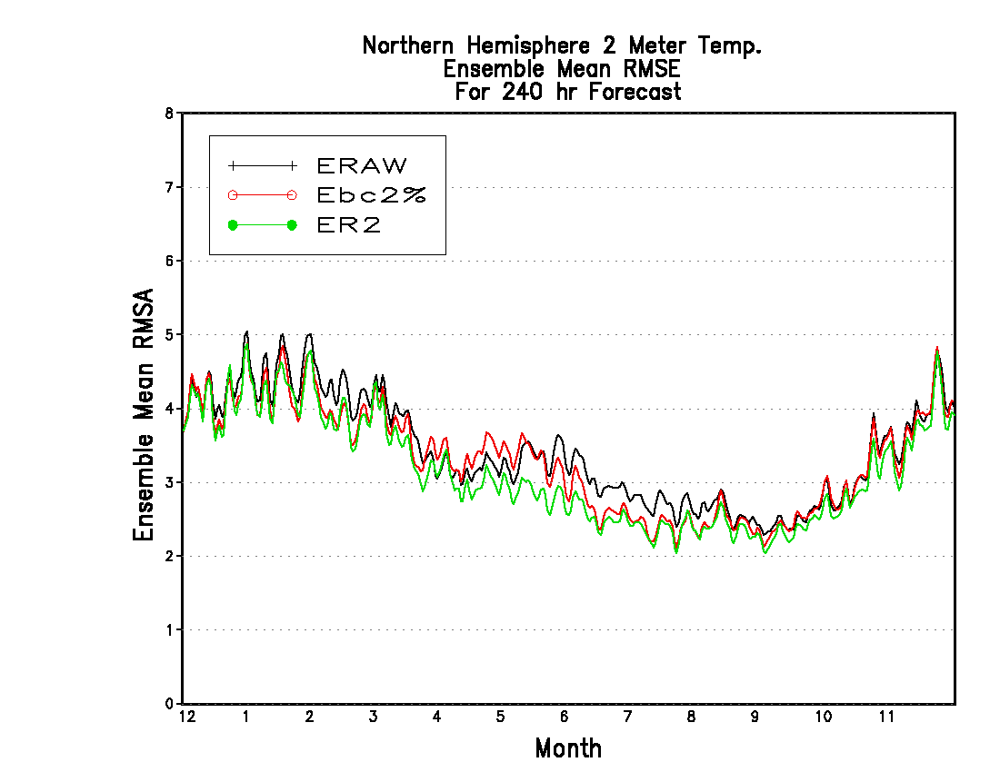 Northern Hemisphere 2 Meter Temp.
Ensemble Mean RMSE
For 240 hr Forecast
ERAW
Ebc2%
ER2
Ensemble Mean RMSA
8
7
6
5
4
3
2
1
0
12 1 2 3 4 5 6 7 8 9 10 11
Month